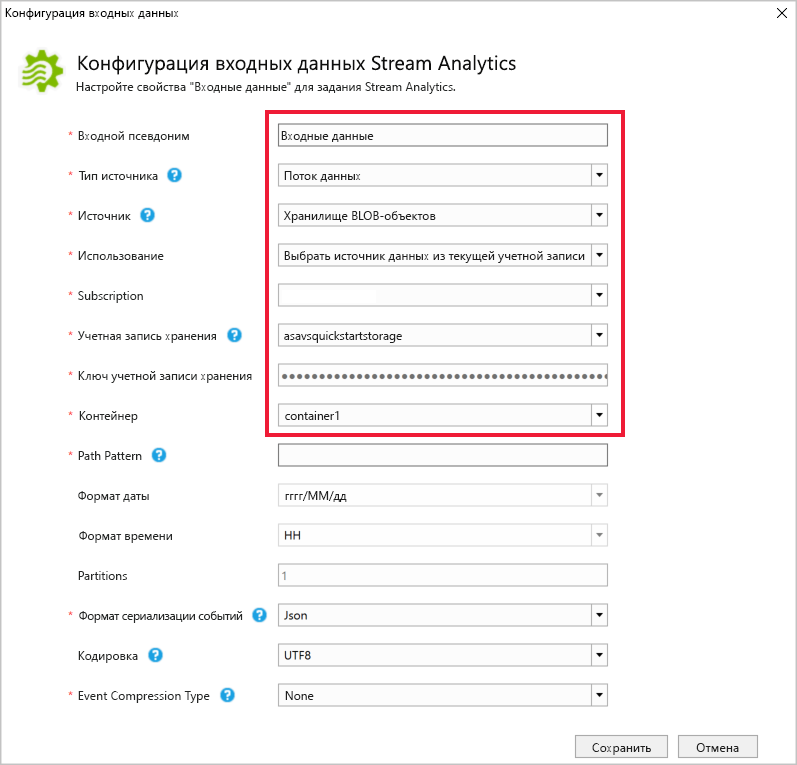 Конфигурация входных данных
Конфигурация входных данных Stream Analytics
Настройте свойства "Входные данные" для задания Stream Analytics.
* Входной псевдоним Входные данные
* Тип источника ? Поток данных
* Источник ? Хранилище BLOB-объектов
* Использование Выбрать источник данных из текущей учетной записи
* Subscription
* Учетная запись хранения ? asavsquickstartstorage
* Ключ учетной записи хранения
* Контейнер container1
* Path Pattern ?
Формат даты гггг/ММ/дд
Формат времени HH
Partitions 1
* Формат сериализации событий ? Json
Кодировка ? UTF8
* Event Compression Type ? None
Сохранить Отмена